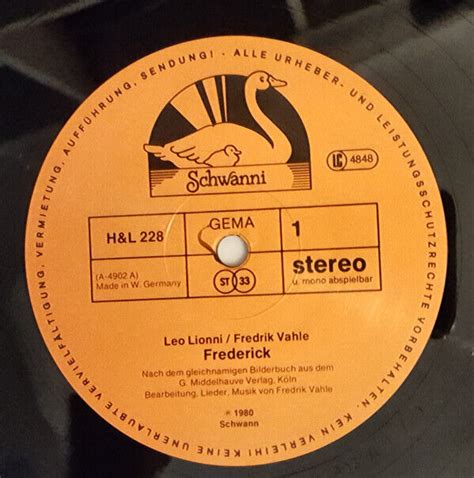 ALLE URHEBER- UND LEISTUNGSSCHUTZRECHTE VORBEHALTEN. KEIN VERLEIH! KEINE UNERLAUBTE VERVIELFÄLTIGUNG, VERMIETUNG, AUFFÜHRUNG, SENDUNG! ·
Schwanni
LC 4848
H&L 228
GEMA
1
(A-4902 A)
Made in W. Germany
ST 33
stereo
u. mono abspielbar
Leo Lionni / Fredrik Vahle
Frederick
Nach dem gleichnamigen Bilderbuch aus dem
G. Middelhauve Verlag, Köln
Bearbeitung, Lieder, Musik von Fredrik Vahle
℗ 1980
Schwann